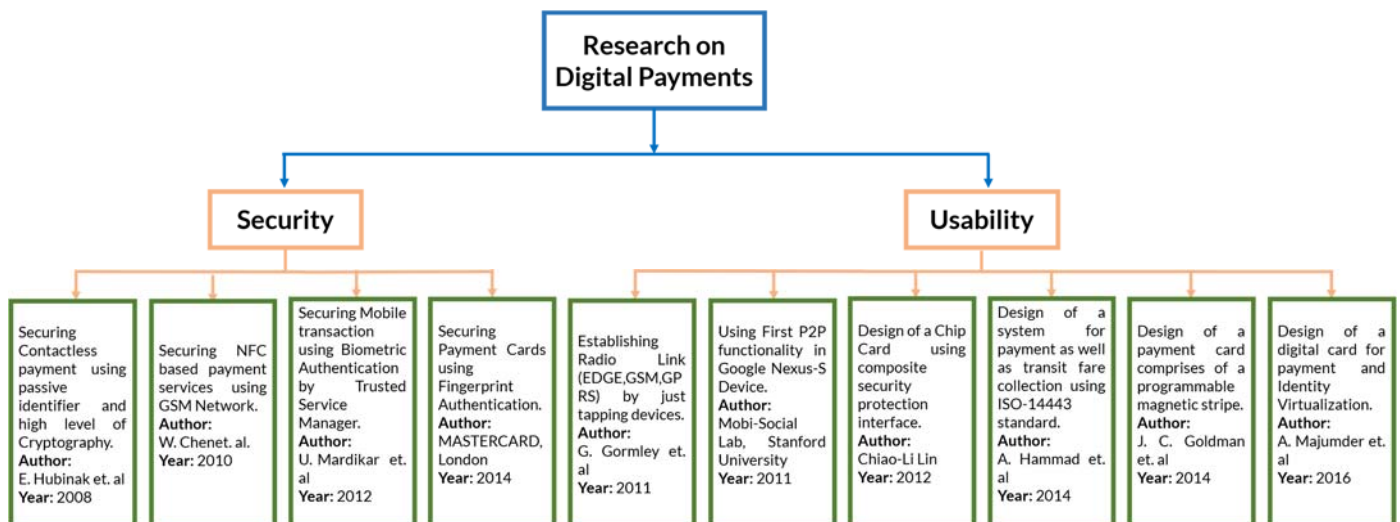 Research on
Digital Payments
Security
Usability
Securing
Contactless
payment using
passive
identifier and
high level of
Cryptography.
Author:
E. Hubinak et. al
Year: 2008
Securing NFC
based payment
services using
GSM Network.
Author:
W. Chenet. al.
Year: 2010
Securing Mobile
transaction
using Biometric
Authentication
by Trusted
Service
Manager.
Author:
U. Mardikar et.
al
Year: 2012
Securing
Payment Cards
using
Fingerprint
Authentication.
Author:
MASTERCARD,
London
Year: 2014
Establishing
Radio Link
(EDGE,GSM,GP
RS) by just
tapping devices.
Author:
G. Gormley et.
al
Year: 2011
Using First P2P
functionality in
Google Nexus-S
Device.
Author:
Mobi-Social
Lab, Stanford
University
Year: 2011
Design of a Chip
Card using
composite
security
protection
interface.
Author:
Chiao-Li Lin
Year: 2012
Design of a
system for
payment as well
as transit fare
collection using
ISO-14443
standard.
Author:
A. Hammad et.
al
Year: 2014
Design of a
payment card
comprises of a
programmable
magnetic stripe.
Author:
J. C. Goldman
et. al
Year: 2014
Design of a
digital card for
payment and
Identity
Virtualization.
Author:
A. Majumder et.
al
Year: 2016